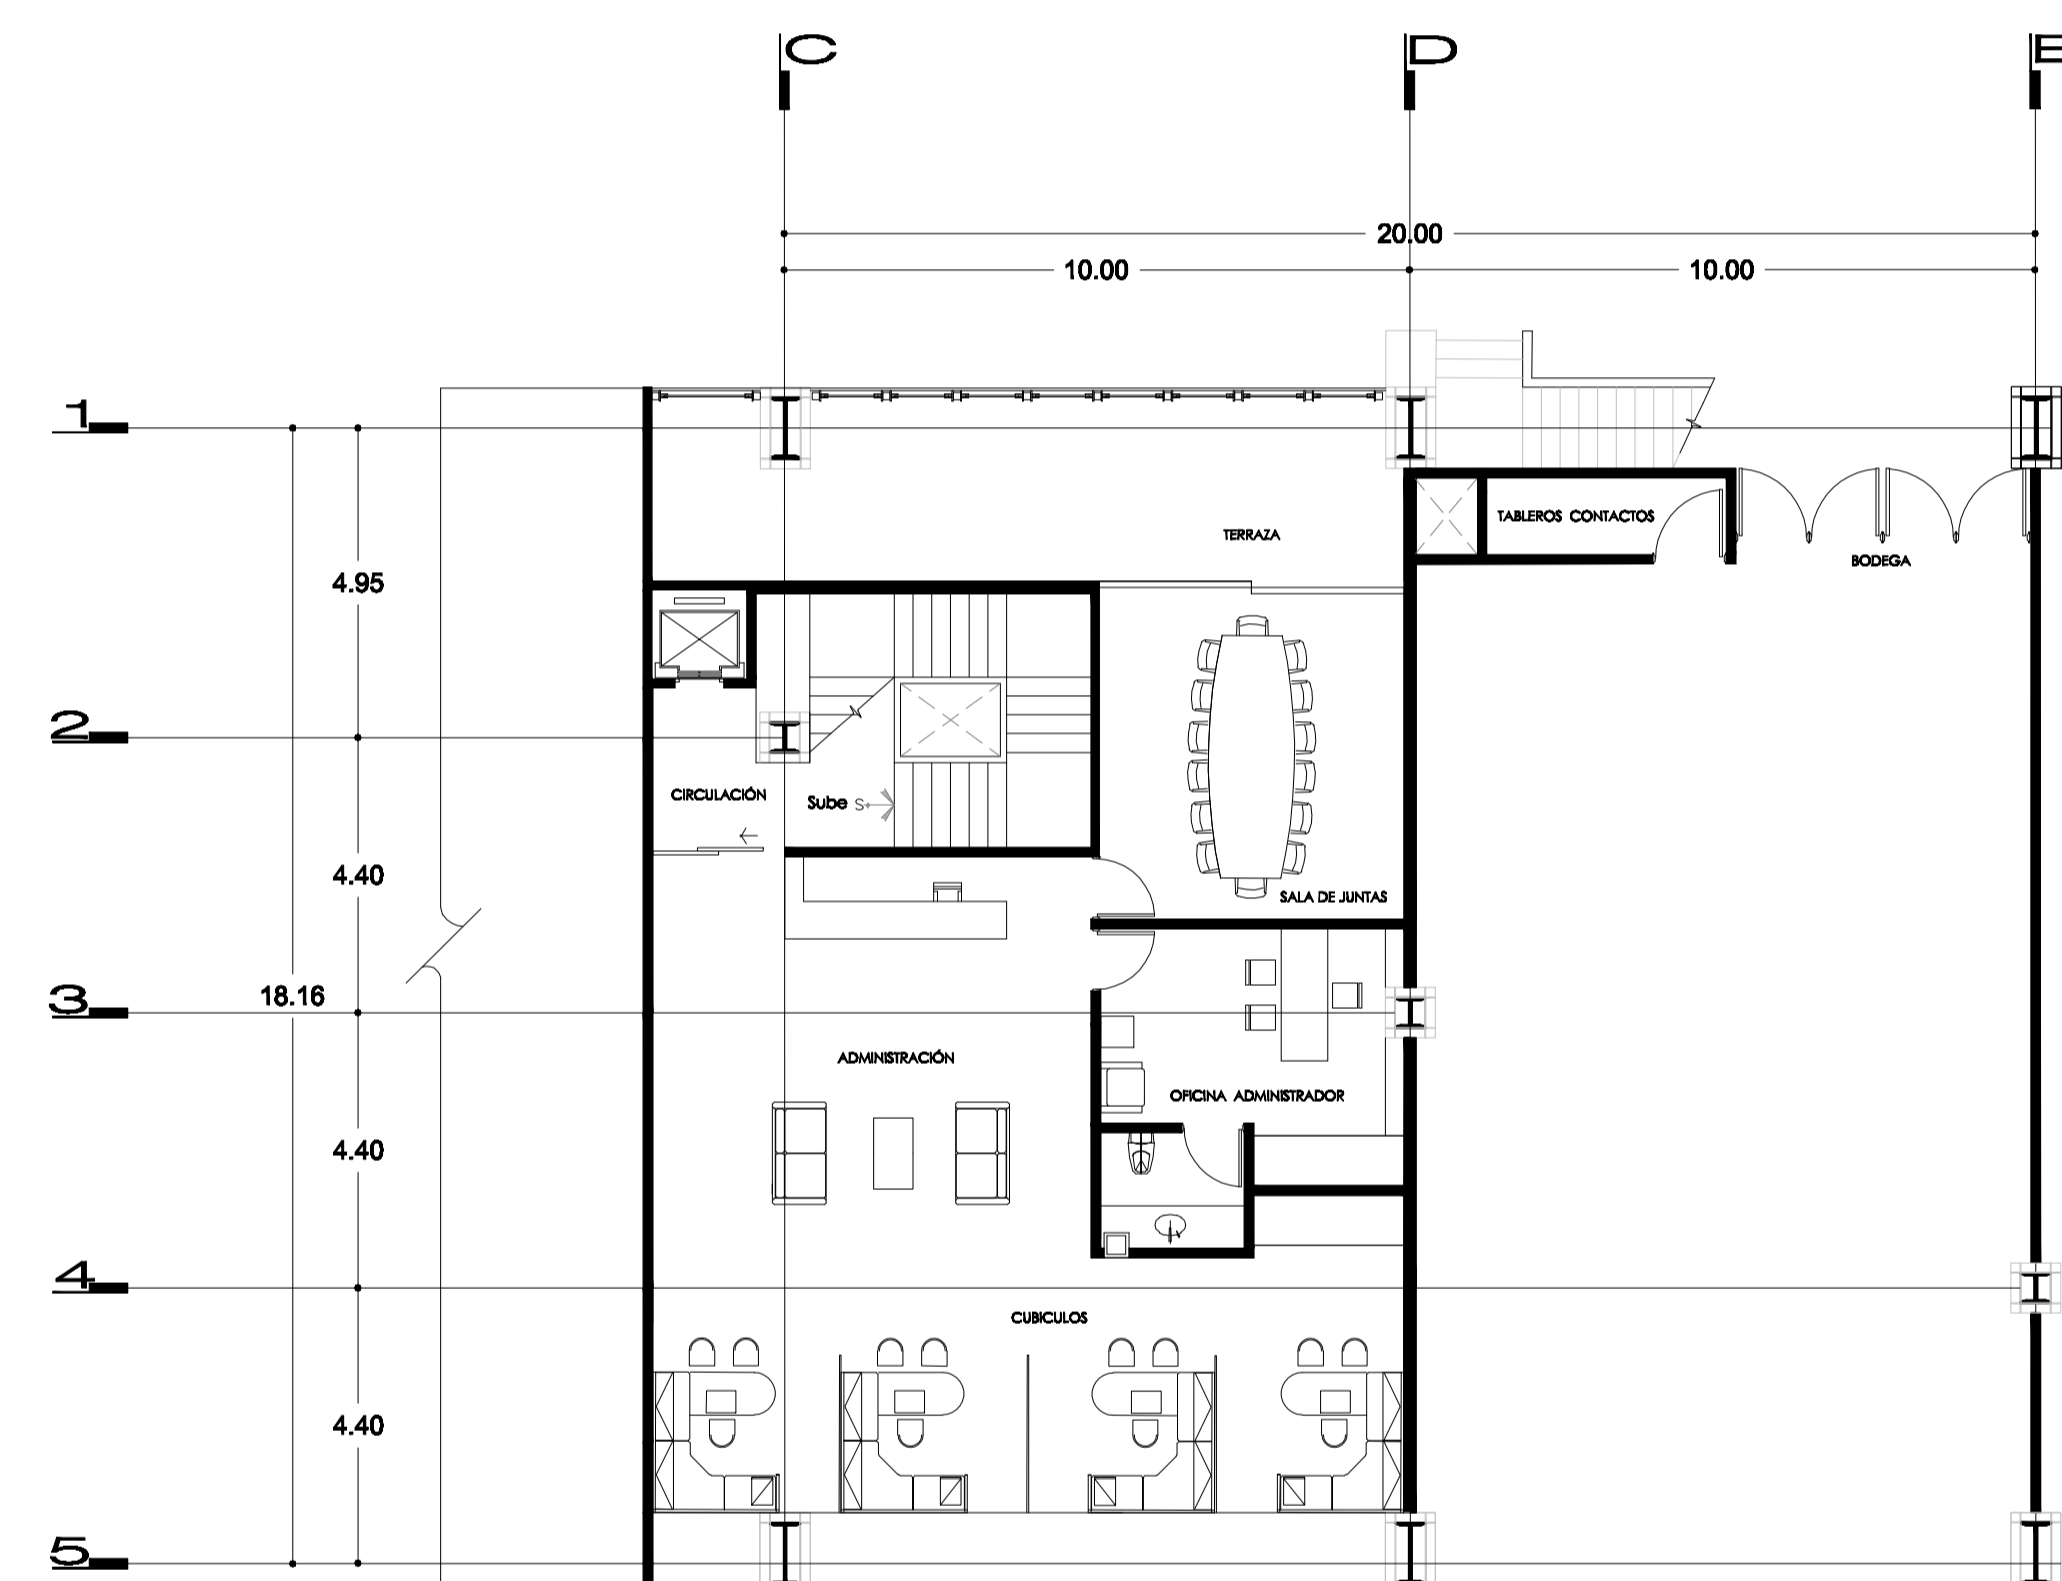 C D E
20.00
10.00 10.00
1
TABLEROS CONTACTOS
TERRAZA
BODEGA
4.95
2
CIRCULACIÓN
Sube S
4.40
SALA DE JUNTAS
3
18.16
ADMINISTRACIÓN
OFICINA ADMINISTRADOR
4.40
4
CUBICULOS
4.40
5